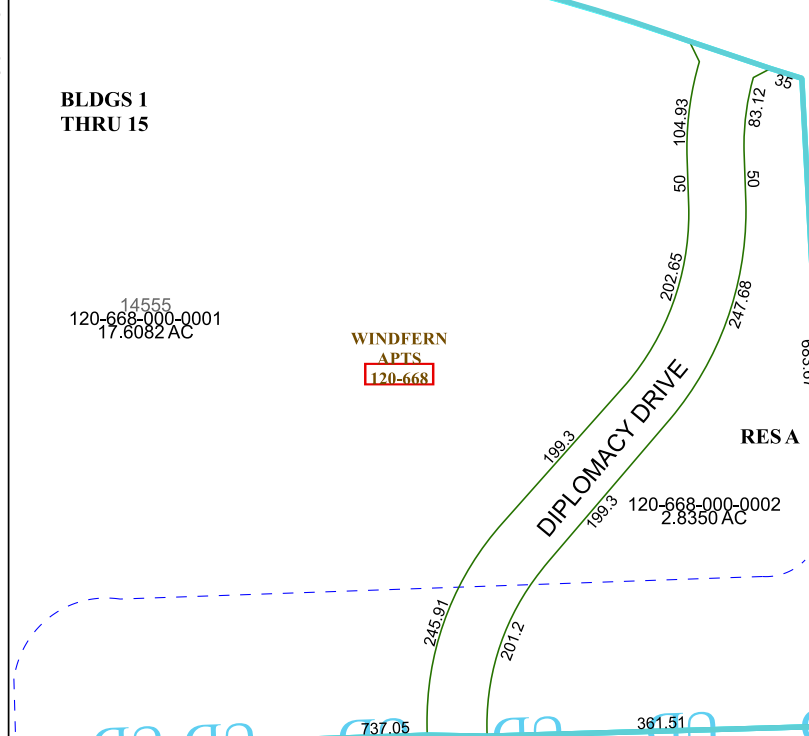 BLDGS 1
THRU 15
35
83.12
104.93
50
50
202.65
247.68
14555
120-668-000-0001
17.6082 AC
WINDFERN
APTS
120-668
DIPLOMACY DRIVE
RES A
199.3
199.3
120-668-000-0002
2.8350 AC
245.91
201.2
737.05
361.51